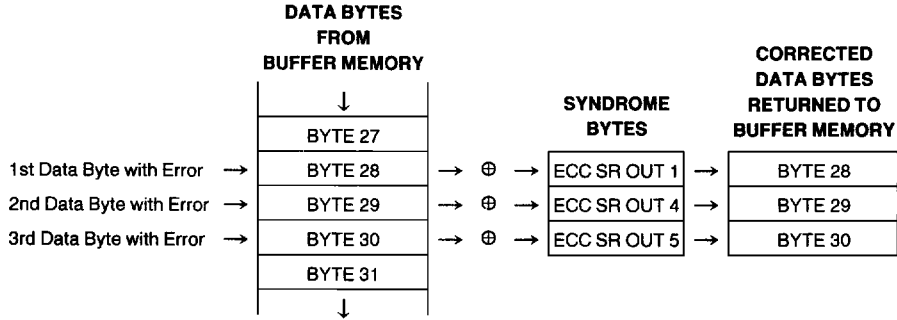 DATA BYTES
FROM
BUFFER MEMORY
CORRECTED
DATA BYTES
RETURNED TO
BUFFER MEMORY
SYNDROME
BYTES
↓
BYTE 27
1st Data Byte with Error → BYTE 28 → ⊕ → ECC SR OUT 1 → BYTE 28
2nd Data Byte with Error → BYTE 29 → ⊕ → ECC SR OUT 4 → BYTE 29
3rd Data Byte with Error → BYTE 30 → ⊕ → ECC SR OUT 5 → BYTE 30
BYTE 31
↓